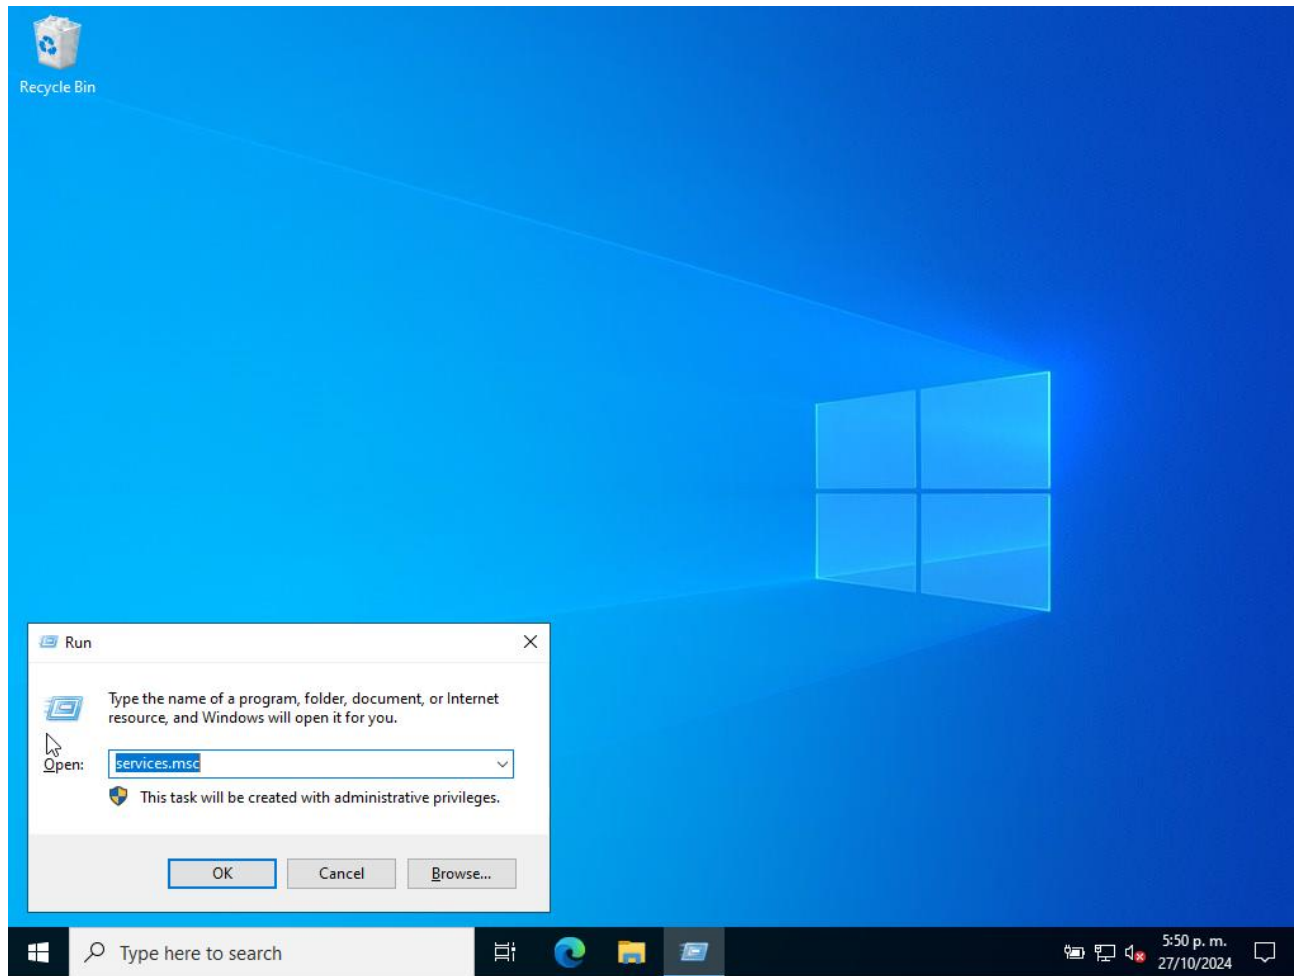 Recycle Bin
Run
Type the name of a program, folder, document, or Internet
resource, and Windows will open it for you.
Open:
services.msc
This task will be created with administrative privileges.
OK
Cancel
Browse...
Type here to search
5:50 p. m.
27/10/2024